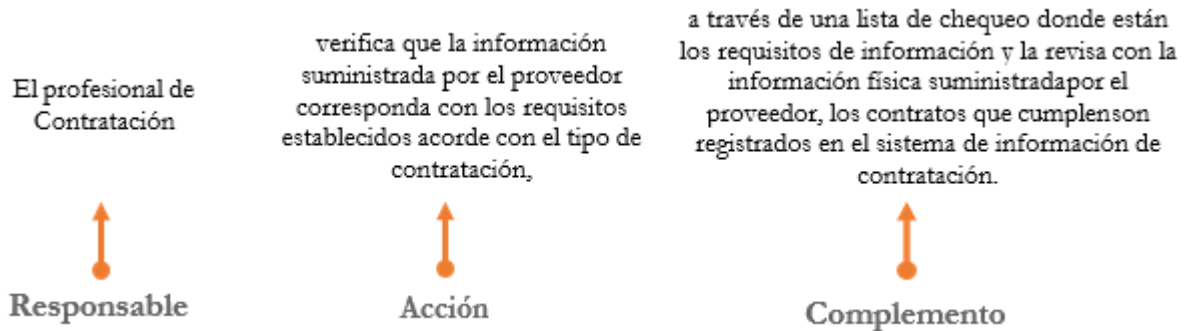 El profesional de
Contratación
verifica que la información
suministrada por el proveedor
corresponda con los requisitos
establecidos acorde con el tipo de
contratación,
a través de una lista de chequeo donde están
los requisitos de información y la revisa con la
información física suministradapor el
proveedor, los contratos que cumplenson
registrados en el sistema de información de
contratación.
Responsable
Acción
Complemento